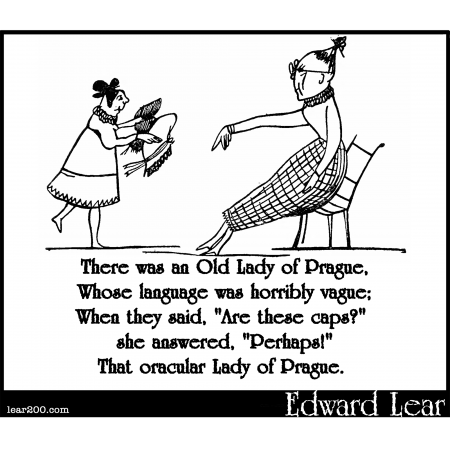 There was an Old Lady of Prague,
Whose language was horribly vague;
When they said, "Are these caps?"
she answered, "Perhaps!"
That oracular Lady of Prague.
lear200.com
Edward Lear